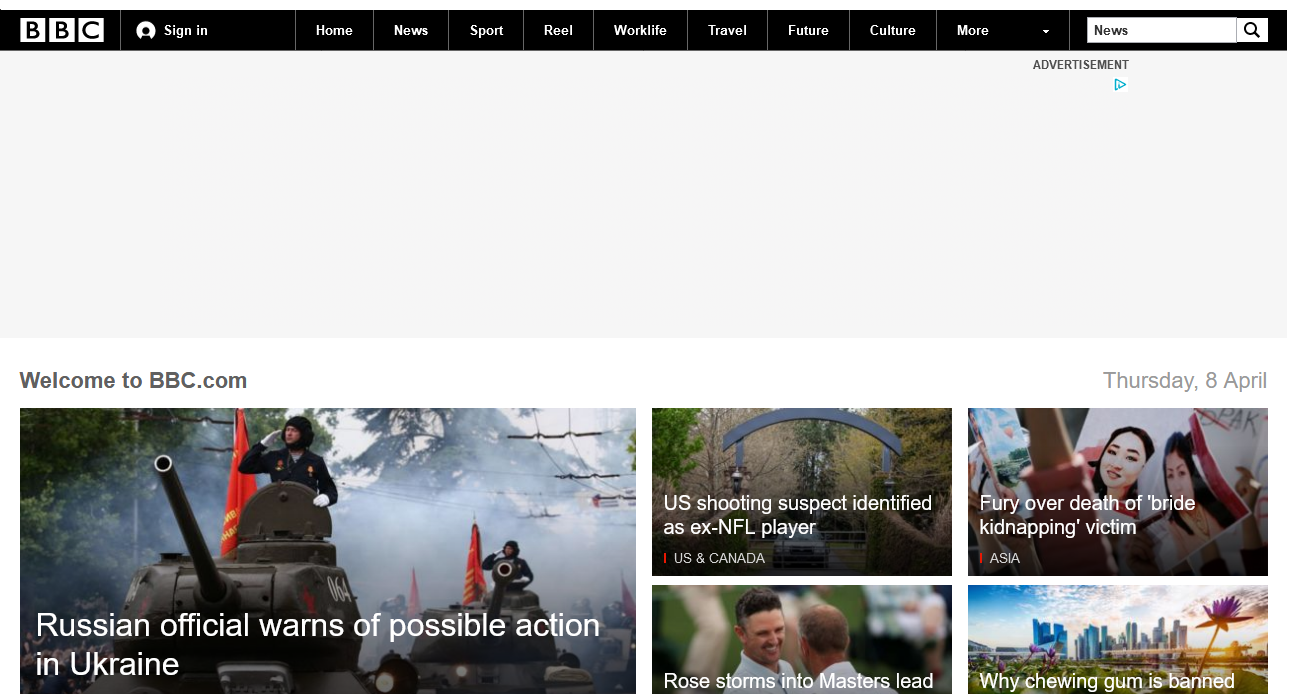 BBC
Sign in
Home
News
Sport
Reel
Worklife
Travel
Future
Culture
More
News
ADVERTISEMENT
Welcome to BBC.com
Thursday, 8 April
064
Russian official warns of possible action
in Ukraine
US shooting suspect identified
as ex-NFL player
US & CANADA
PAK
Fury over death of 'bride
kidnapping' victim
ASIA
Rose storms into Masters lead
Why chewing gum is banned